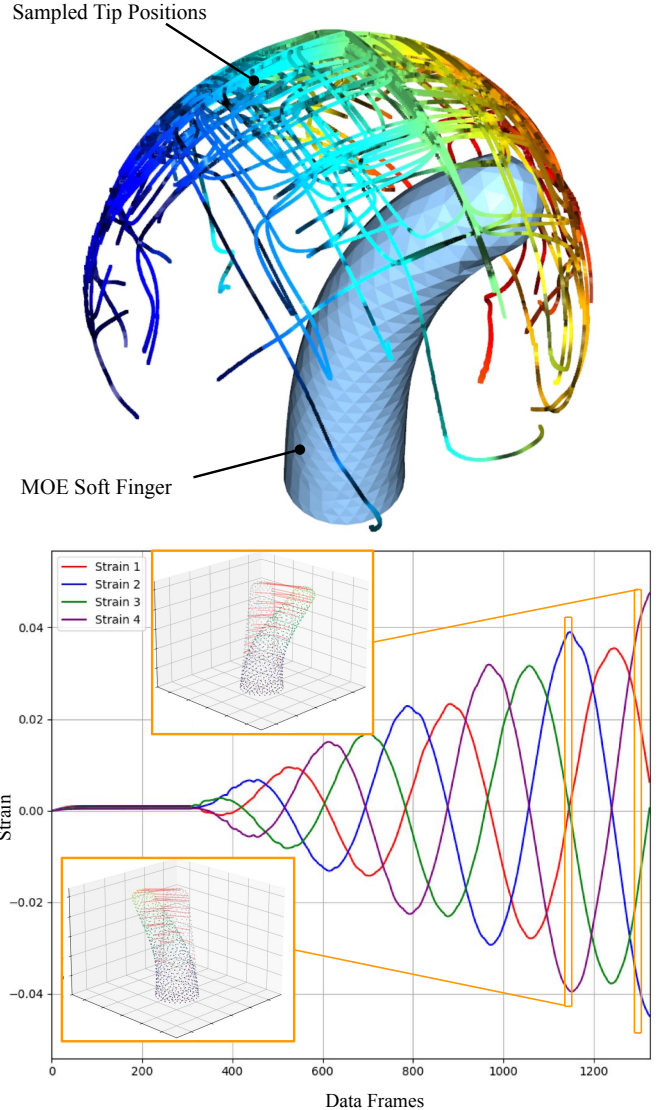 Sampled Tip Positions
MOE Soft Finger
Strain 1
Strain 2
Strain 3
Strain 4
0.04
0.02
0.00
−0.02
−0.04
Strain
0 200 400 600 800 1000 1200
Data Frames